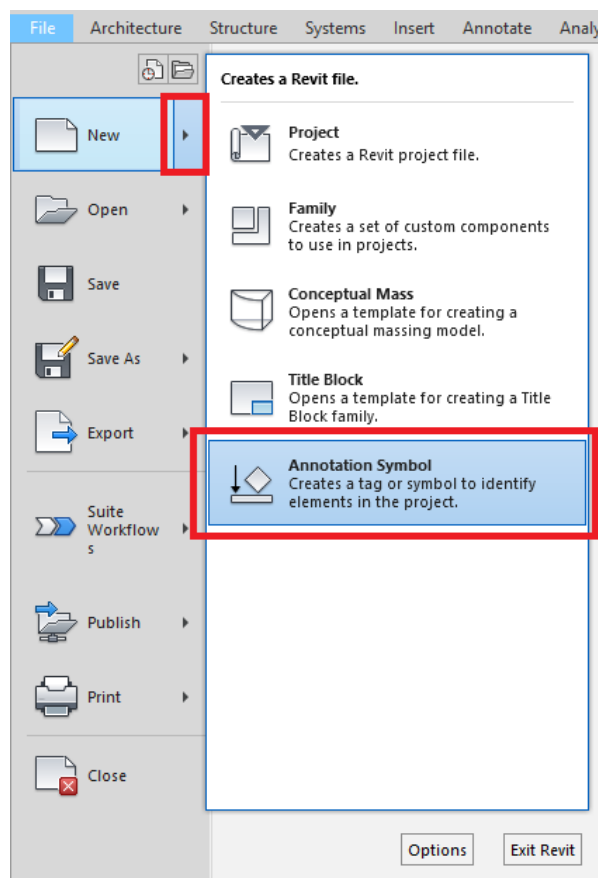 File Architecture Structure Systems Insert Annotate Analy
Creates a Revit file.
New
Project
Creates a Revit project file.
Open
Family
Creates a set of custom components
to use in projects.
Save
Conceptual Mass
Opens a template for creating a
conceptual massing model.
Save As
Title Block
Opens a template for creating a Title
Block family.
Export
Annotation Symbol
Creates a tag or symbol to identify
elements in the project.
Suite
Workflow
s
Publish
Print
Close
Options Exit Revit